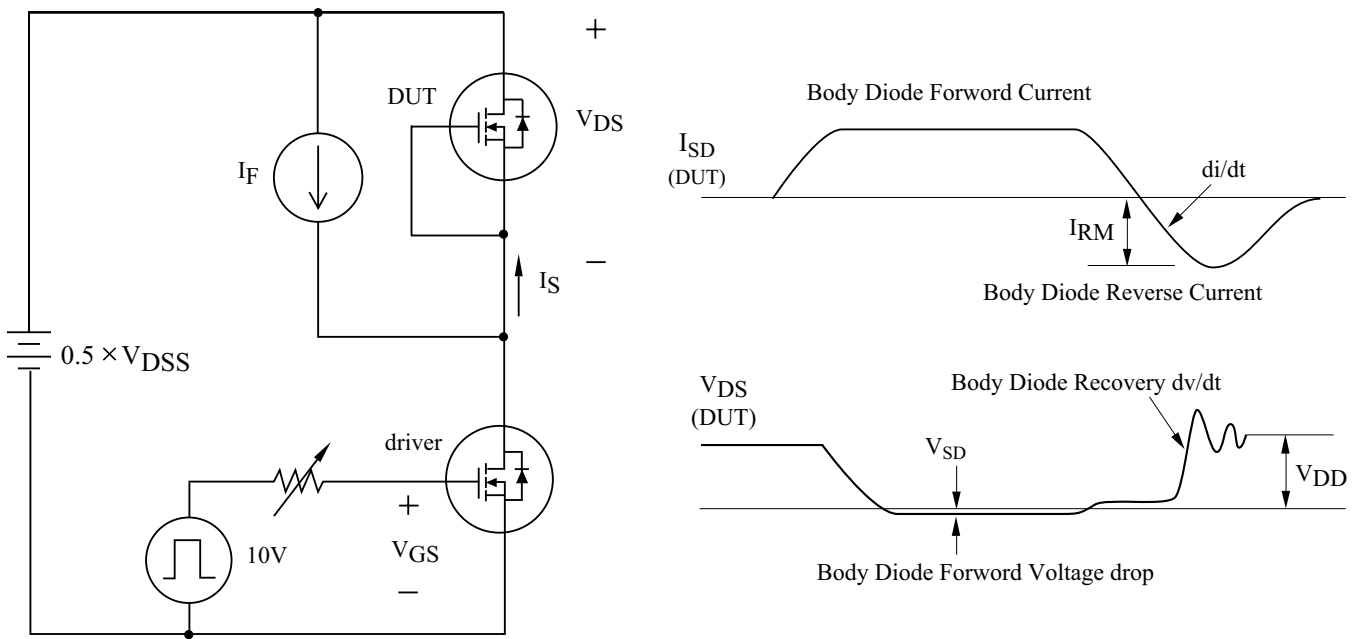 +
DUT
VDS
IF
−
IS
0.5 × VDSS
driver
+
VGS
−
10V
Body Diode Forword Current
ISD
(DUT)
di/dt
IRM
Body Diode Reverse Current
VDS
(DUT)
Body Diode Recovery dv/dt
VSD
VDD
Body Diode Forword Voltage drop